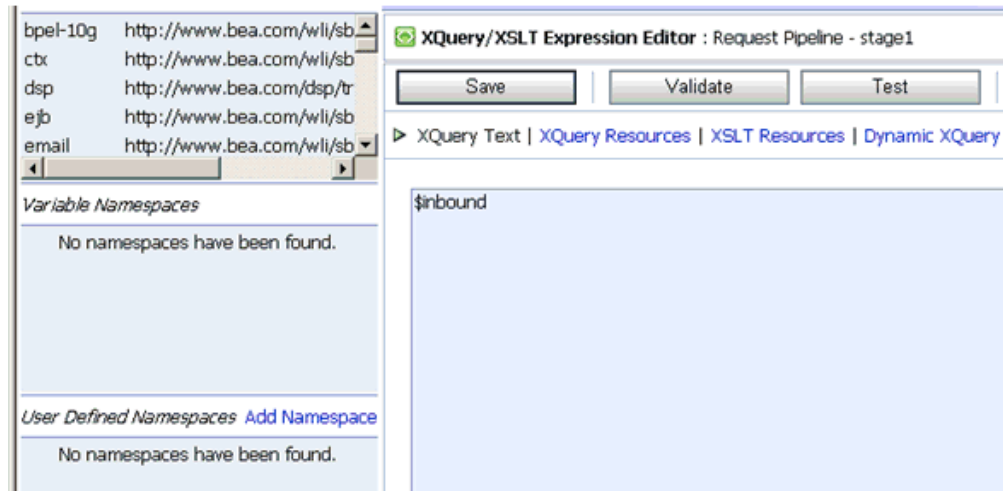 bpel-10g http://www.bea.com/wli/sb
ctx http://www.bea.com/wli/sb
dsp http://www.bea.com/dsp/tr
ejb http://www.bea.com/wli/sb
email http://www.bea.com/wli/sb
Variable Namespaces
No namespaces have been found.
User Defined Namespaces Add Namespace
No namespaces have been found.
XQuery/XSLT Expression Editor : Request Pipeline - stage1
Save Validate Test
XQuery Text | XQuery Resources | XSLT Resources | Dynamic XQuery
$inbound